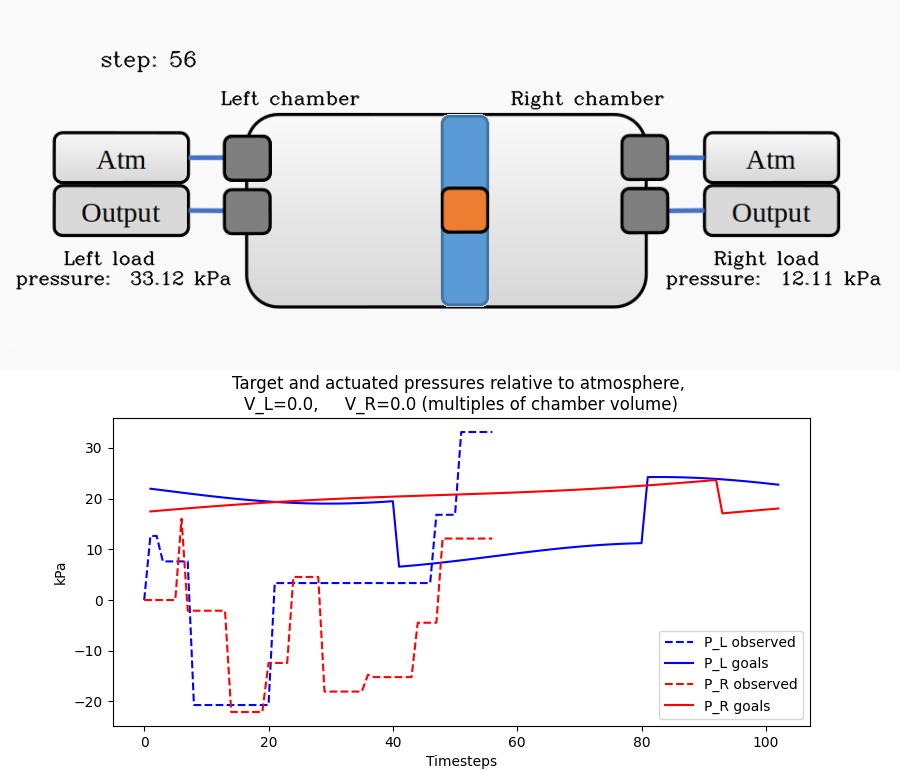 step: 56
Left chamber
Right chamber
Atm
Output
Atm
Output
Left load
pressure: 33.12 kPa
Right load
pressure: 12.11 kPa
Target and actuated pressures relative to atmosphere,
V_L=0.0, V_R=0.0 (multiples of chamber volume)
30
20
10
0
−10
−20
kPa
P_L observed
P_L goals
P_R observed
P_R goals
0 20 40 60 80 100
Timesteps